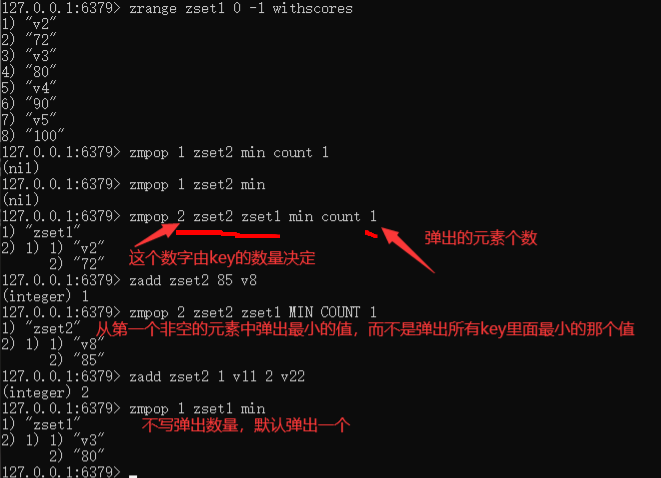 127.0.0.1:6379> zrange zset1 0 -1 withscores
1) "v2"
2) "72"
3) "v3"
4) "80"
5) "v4"
6) "90"
7) "v5"
8) "100"
127.0.0.1:6379> zmpop 1 zset2 min count 1
(nil)
127.0.0.1:6379> zmpop 1 zset2 min
(nil)
127.0.0.1:6379> zmpop 2 zset2 zset1 min count 1
1) "zset1"
弹出的元素个数
2) 1) 1) "v2"
这个数字由key的数量决定
2) "72"
127.0.0.1:6379> zadd zset2 85 v8
(integer) 1
127.0.0.1:6379> zmpop 2 zset2 zset1 MIN COUNT 1
1) "zset2" 从第一个非空的元素中弹出最小的值，而不是弹出所有key里面最小的那个值
2) 1) 1) "v8"
2) "85"
127.0.0.1:6379> zadd zset2 1 v11 2 v22
(integer) 2
127.0.0.1:6379> zmpop 1 zset1 min
1) "zset1" 不写弹出数量，默认弹出一个
2) 1) 1) "v3"
2) "80"
127.0.0.1:6379>